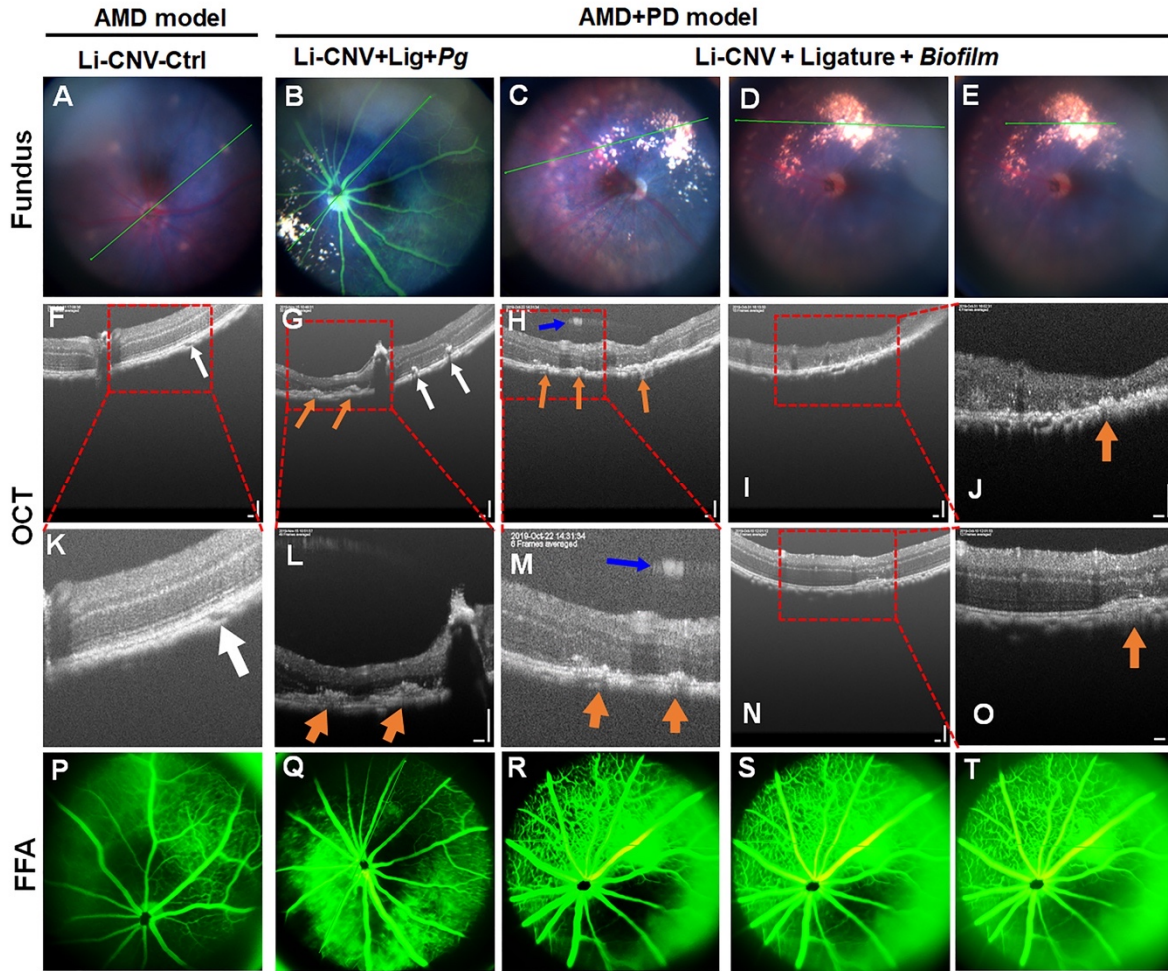 AMD model
AMD+PD model
Li-CNV-Ctrl
Li-CNV+Lig+Pg
Li-CNV + Ligature + Biofilm
Fundus
A
B
C
D
E
OCT
F
G
H
I
J
K
L
2019-Oct-22 14:31:34
6 Frames averaged
M
N
O
FFA
P
Q
R
S
T